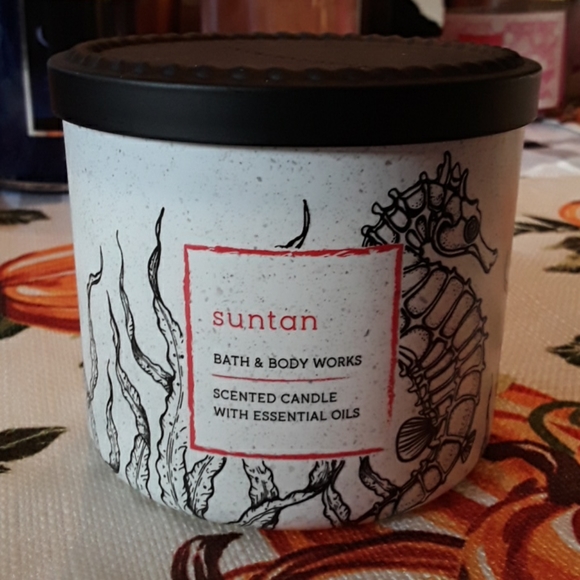 suntan
BATH & BODY WORKS
SCENTED CANDLE
WITH ESSENTIAL OILS